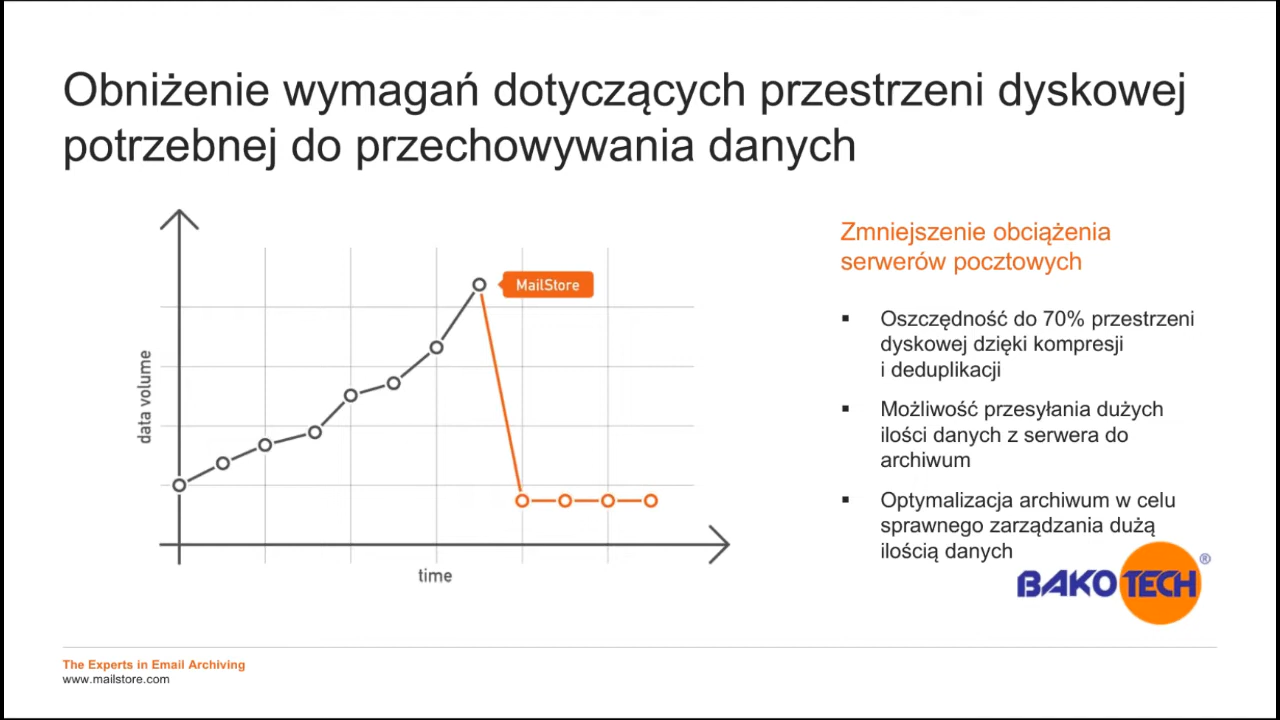 Obniżenie wymagań dotyczących przestrzeni dyskowej
potrzebnej do przechowywania danych
MailStore
data volume
time
Zmniejszenie obciążenia
serwerów pocztowych
▪ Oszczędność do 70% przestrzeni
dyskowej dzięki kompresji
i deduplikacji
▪ Możliwość przesyłania dużych
ilości danych z serwera do
archiwum
▪ Optymalizacja archiwum w celu
sprawnego zarządzania dużą
ilością danych
BAKOTECH®
The Experts in Email Archiving
www.mailstore.com